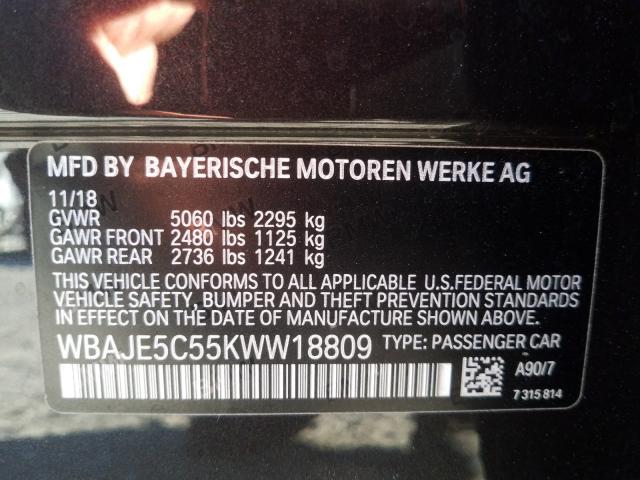 MFD BY BAYERISCHE MOTOREN WERKE AG
11/18
GVWR 5060 lbs 2295 kg
GAWR FRONT 2480 lbs 1125 kg
GAWR REAR 2736 lbs 1241 kg
THIS VEHICLE CONFORMS TO ALL APPLICABLE U.S.FEDERAL MOTOR
VEHICLE SAFETY, BUMPER AND THEFT PREVENTION STANDARDS
IN EFFECT ON THE DATE OF MANUFACTURE SHOWN ABOVE.
WBAJE5C55KWW18809 TYPE: PASSENGER CAR
A90/7
7 315 814